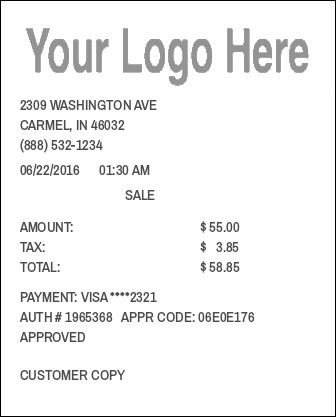 Your Logo Here
2309 WASHINGTON AVE
CARMEL, IN 46032
(888) 532-1234
06/22/2016 01:30 AM
SALE
AMOUNT: $ 55.00
TAX: $ 3.85
TOTAL: $ 58.85
PAYMENT: VISA ****2321
AUTH # 1965368 APPR CODE: 06E0E176
APPROVED
CUSTOMER COPY